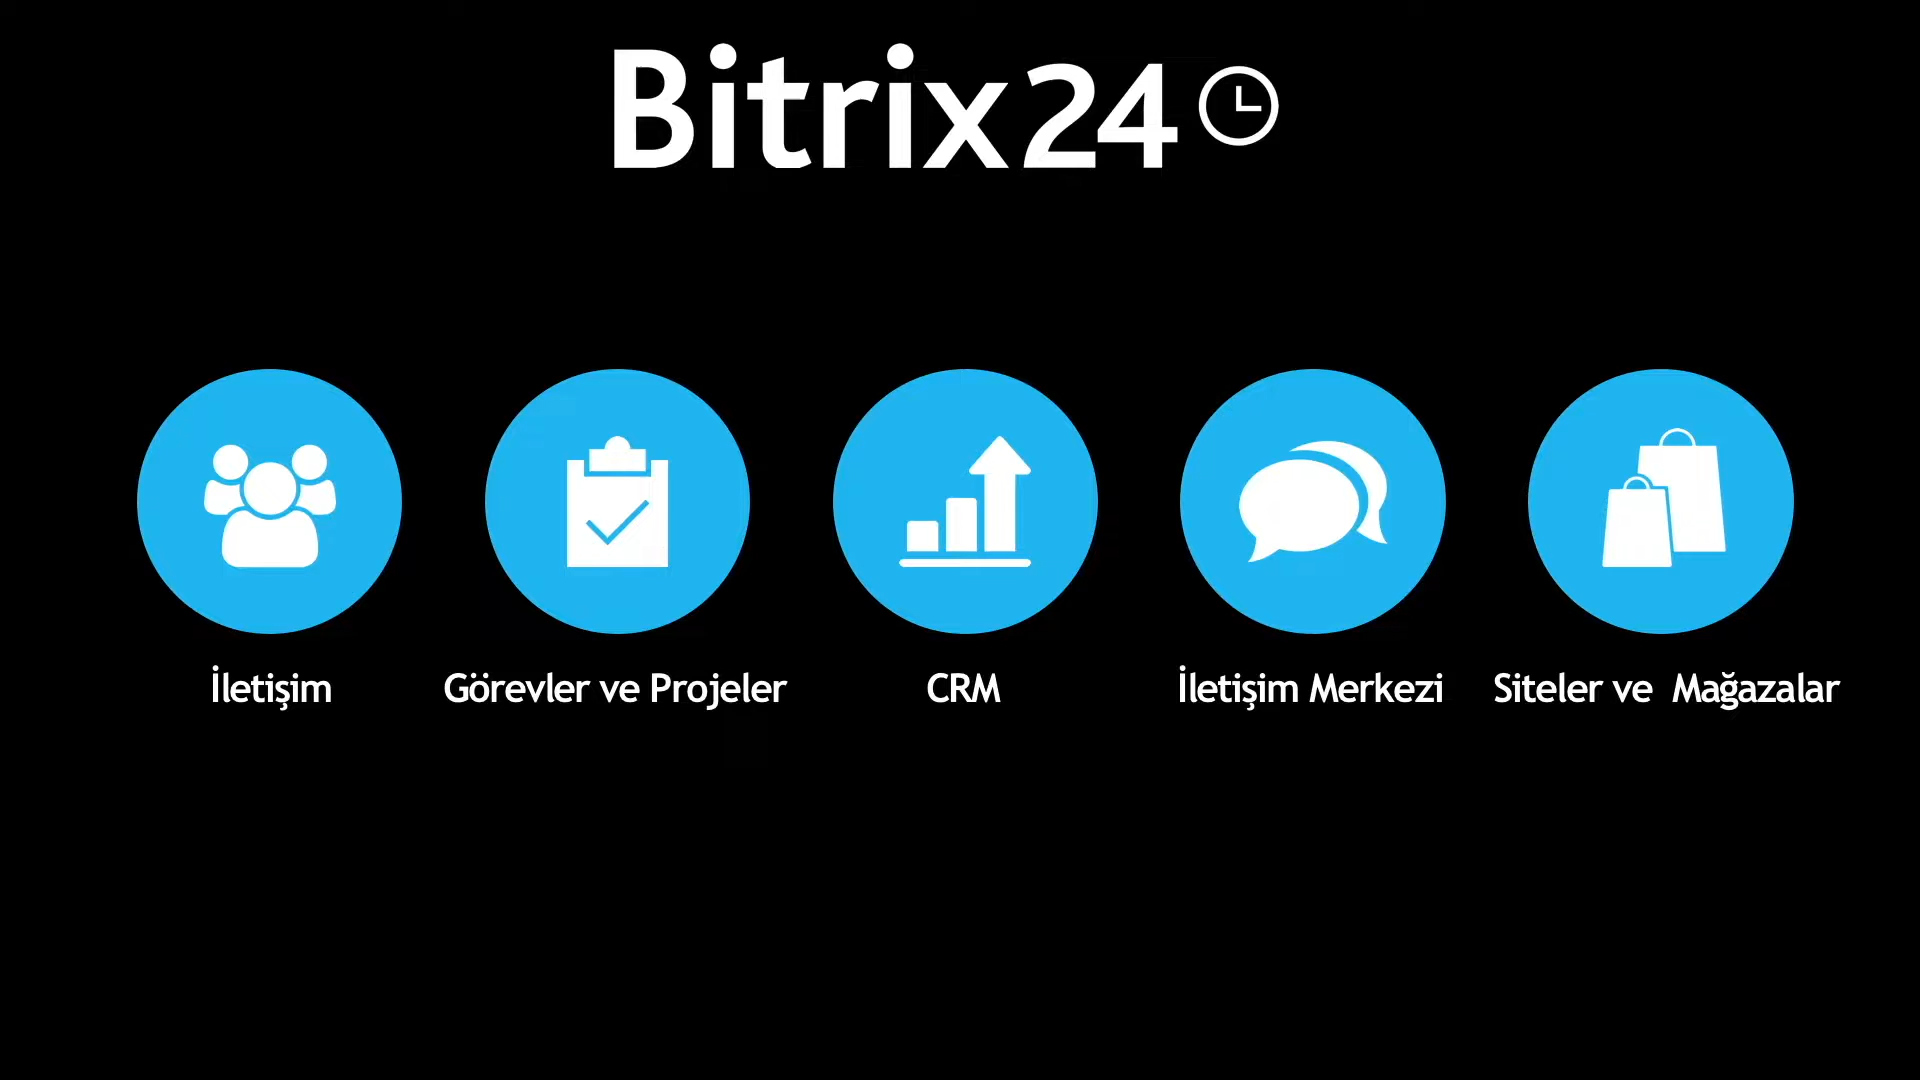 Bitrix24
İletişim
Görevler ve Projeler
CRM
İletişim Merkezi
Siteler ve Mağazalar